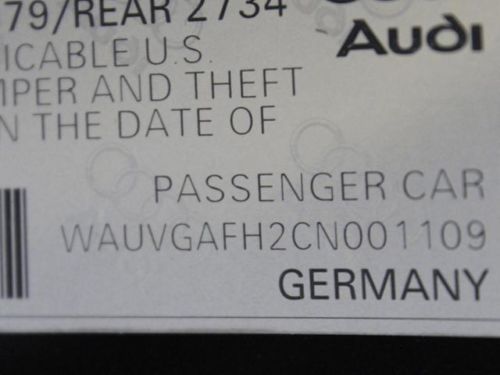 79/REAR 2734
Audi
ICABLE U.S.
MPER AND THEFT
N THE DATE OF
PASSENGER CAR
WAUVGAFH2CN001109
GERMANY